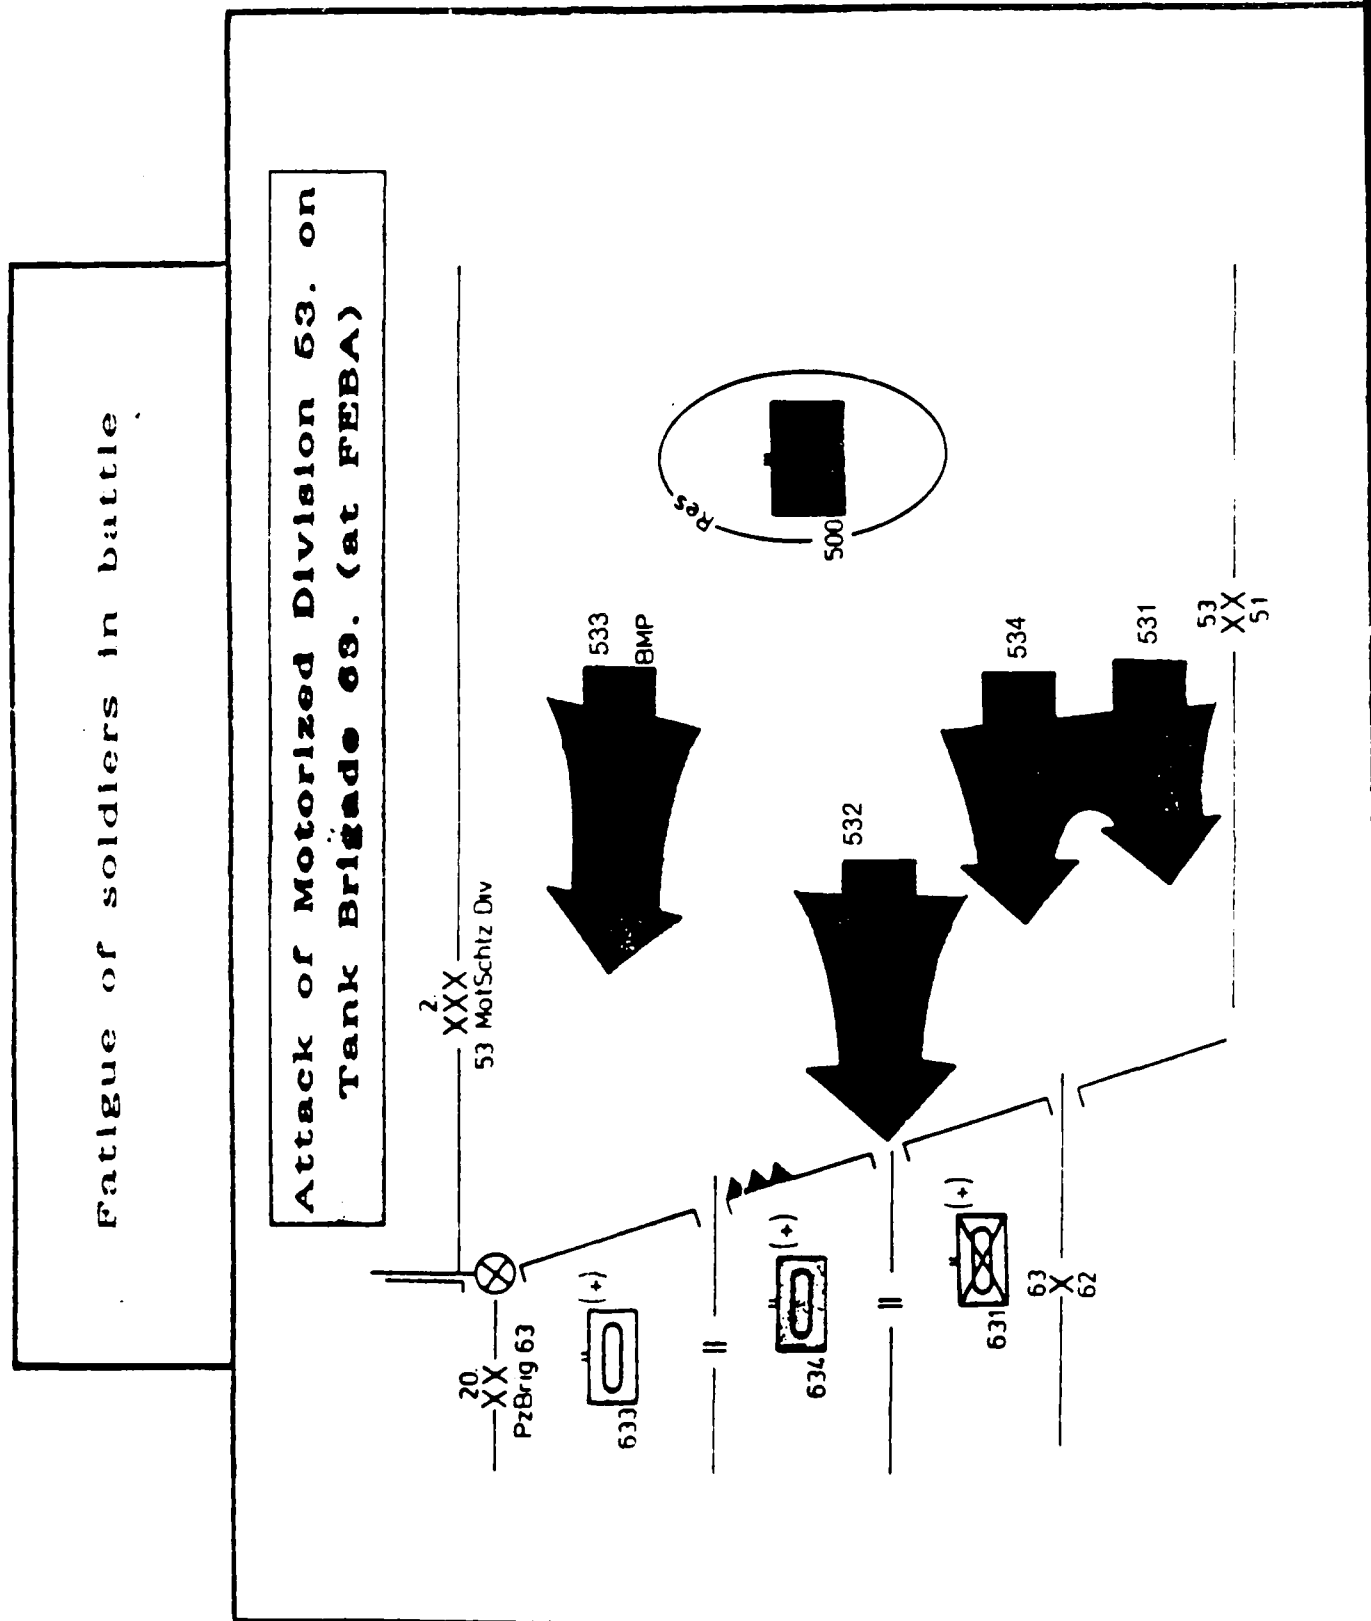 Fatigue of soldiers in battle
Attack of Motorized Division 53. on
Tank Brigade 63. (at FEBA)
2.
XXX
53 MotSchtz Div
20.
XX
PzBrig 63
533
BMP
Res
500
532
534
531
53
XX
51
633
(+)
634
(+)
631
(+)
63
X
62